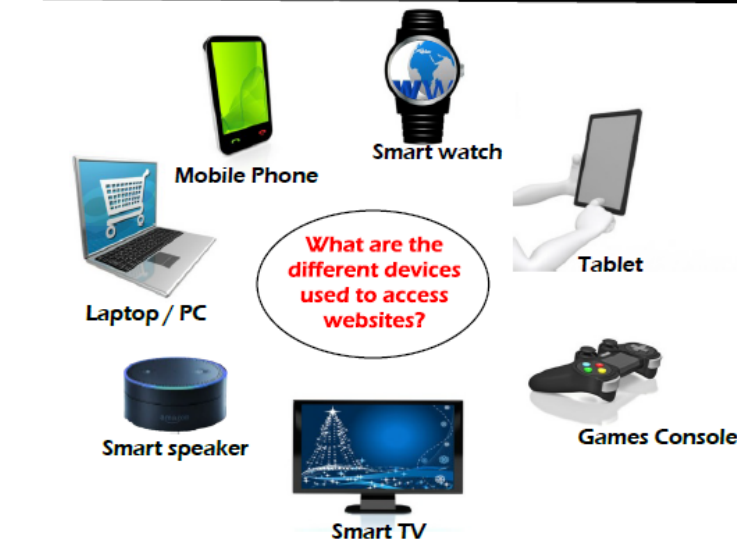 Smart watch
Mobile Phone
Tablet
What are the
different devices
used to access
websites?
Laptop / PC
Smart speaker
Games Console
Smart TV